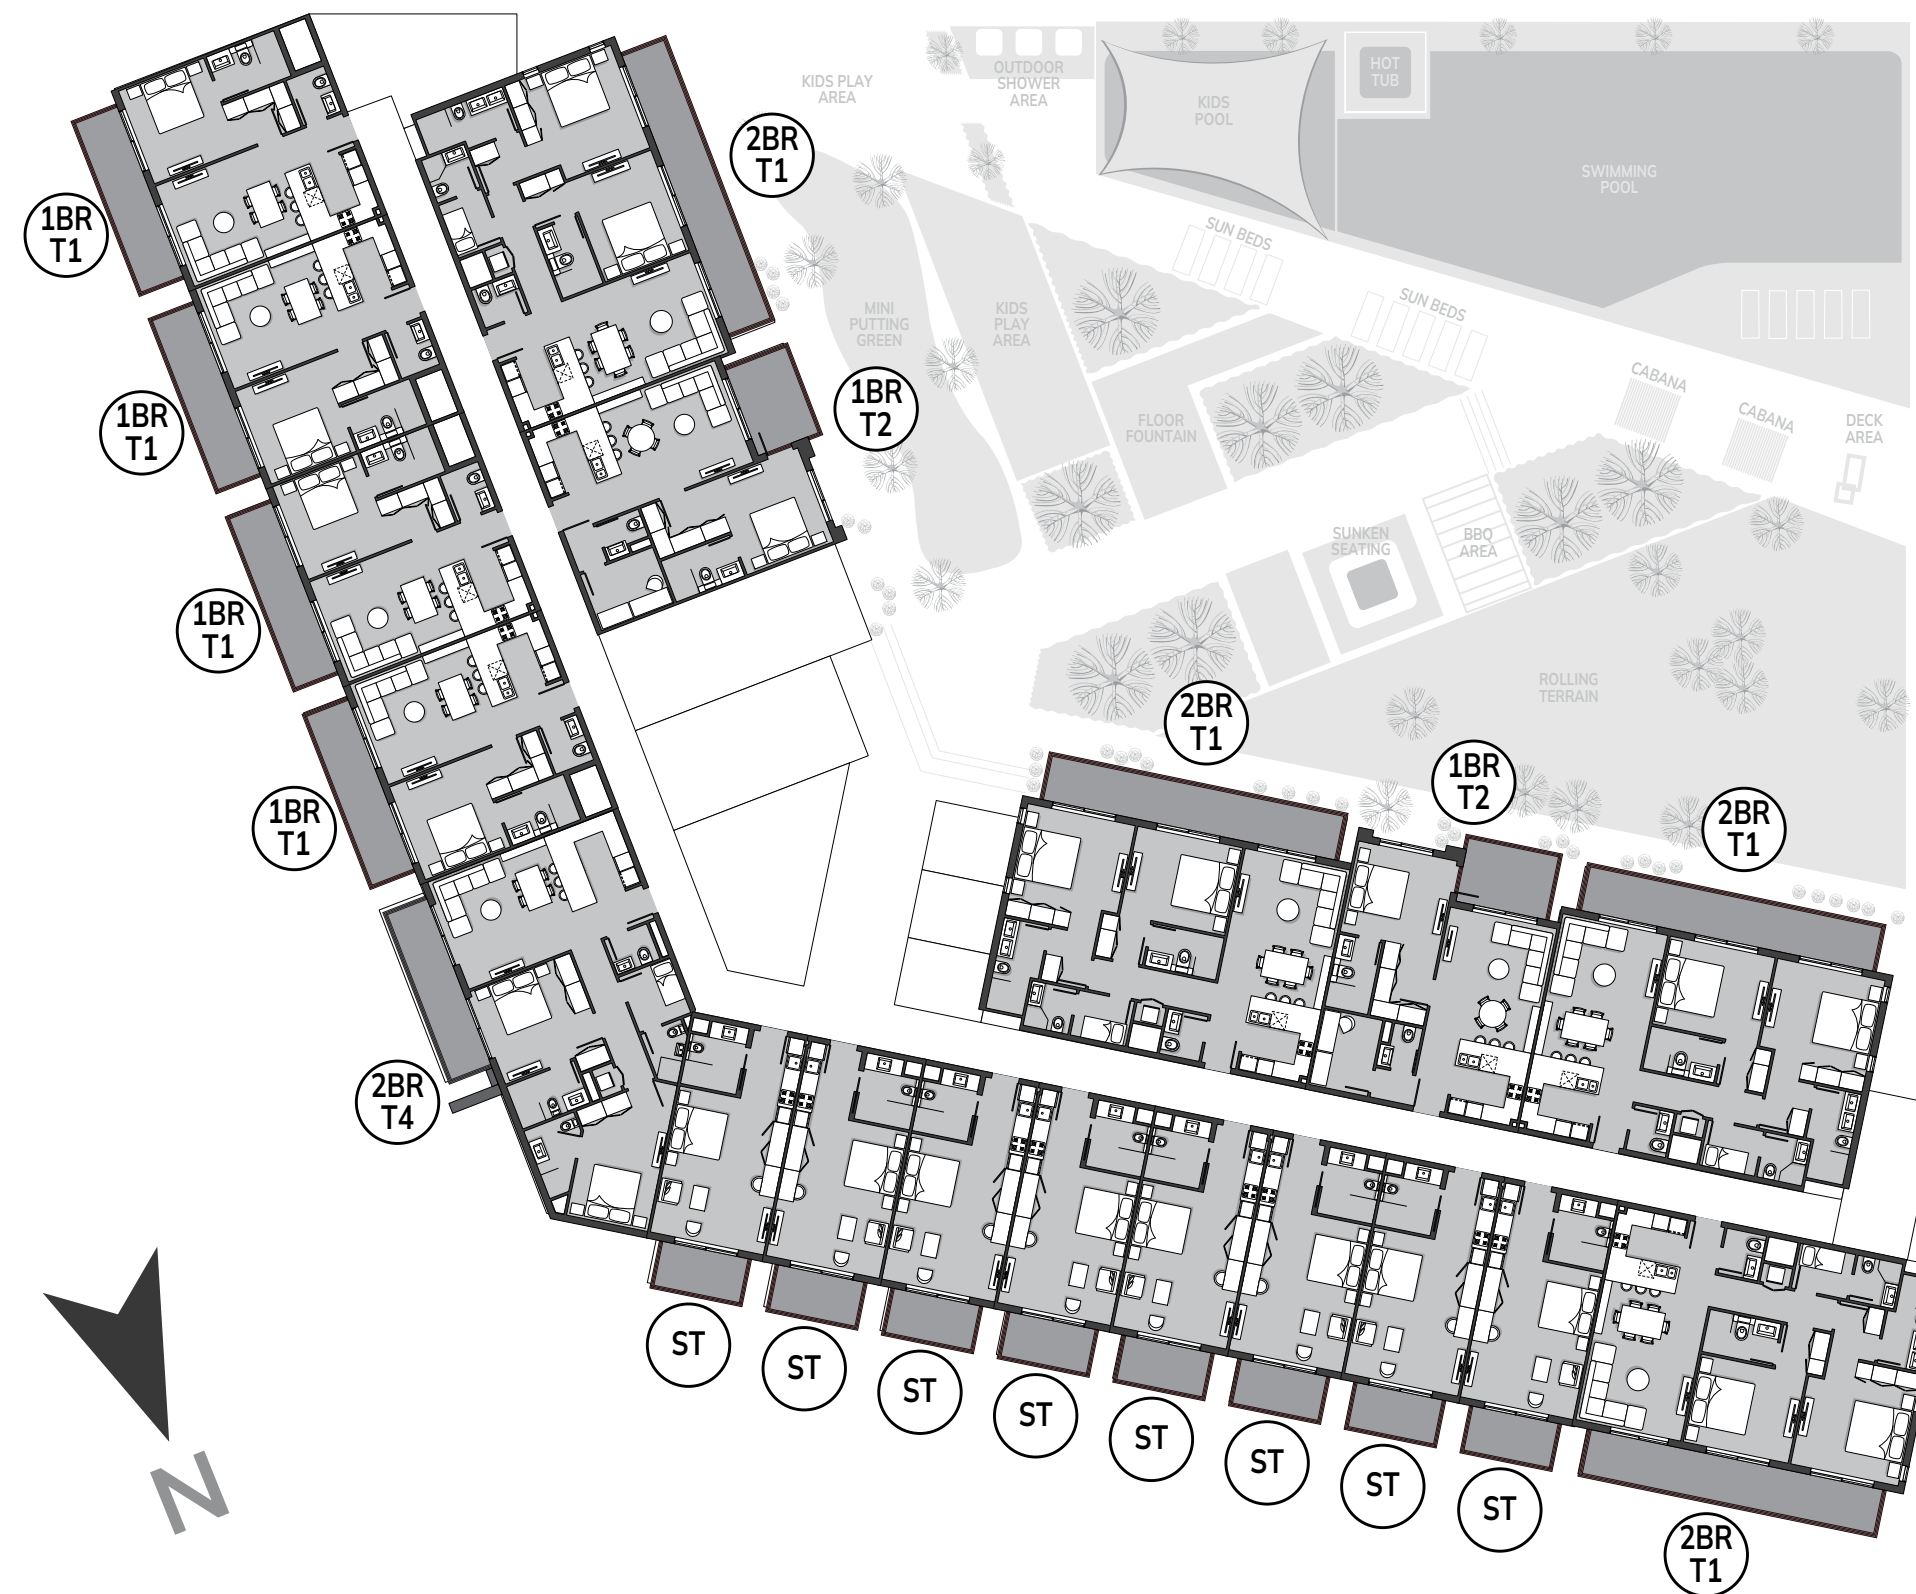 KIDS PLAY
AREA
OUTDOOR
SHOWER
AREA
KIDS
POOL
HOT
TUB
SWIMMING
POOL
2BR
T1
1BR
T1
SUN BEDS
SUN BEDS
MINI
PUTTING
GREEN
KIDS
PLAY
AREA
1BR
T2
CABANA
CABANA
DECK
AREA
FLOOR
FOUNTAIN
1BR
T1
SUNKEN
SEATING
BBQ
AREA
1BR
T1
ROLLING
TERRAIN
2BR
T1
1BR
T2
2BR
T1
1BR
T1
2BR
T4
ST
ST
ST
ST
ST
ST
ST
ST
2BR
T1
N